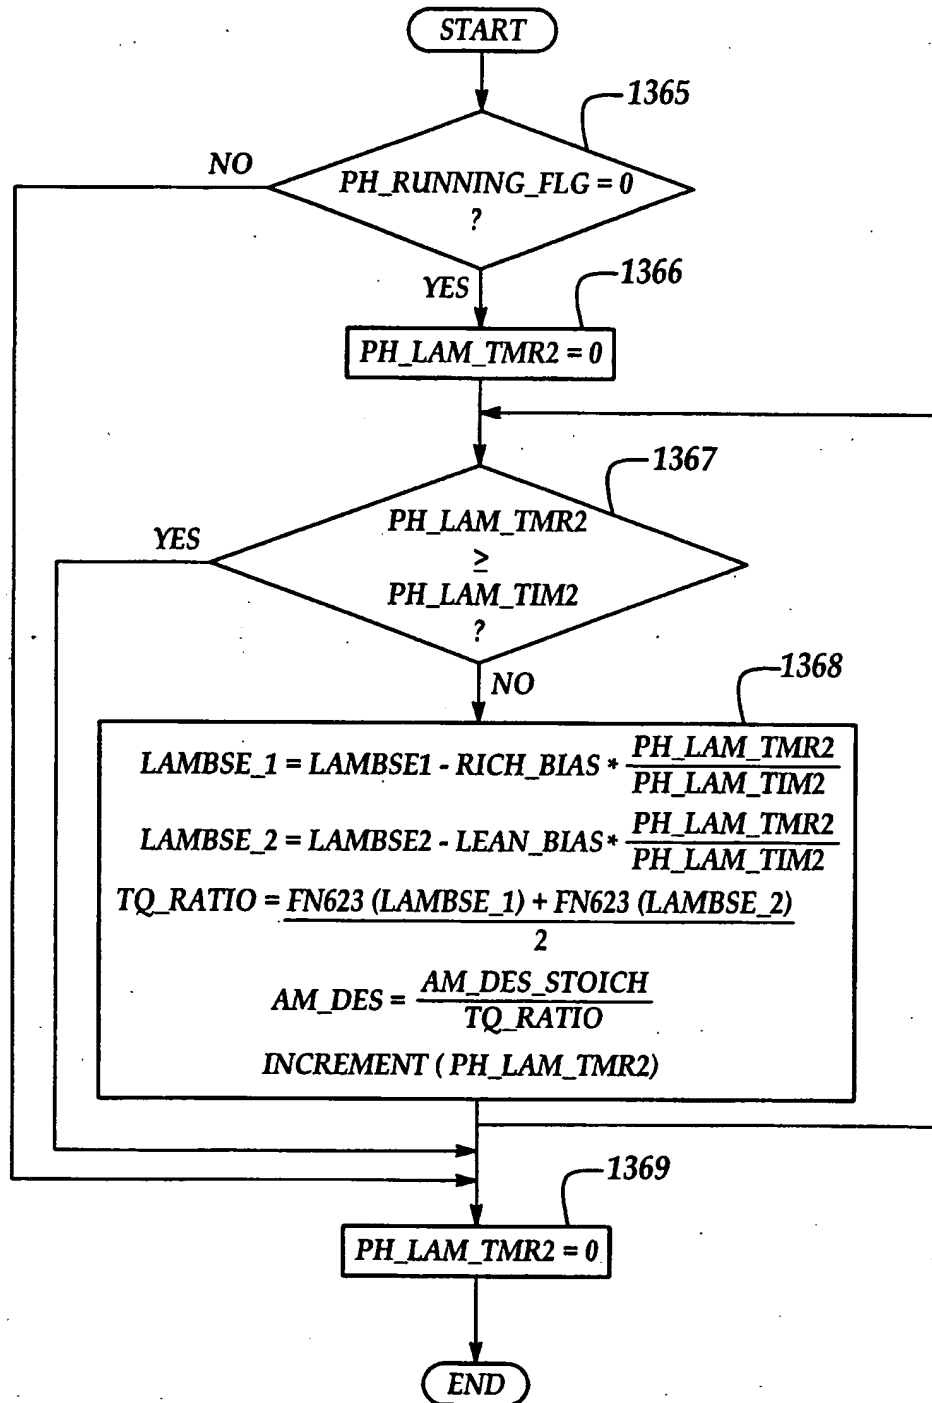 START
1365
NO
PH_RUNNING_FLG = 0
?
YES
1366
PH_LAM_TMR2 = 0
1367
YES
PH_LAM_TMR2
≥
PH_LAM_TIM2
?
NO
1368
LAMBSE_1 = LAMBSE1 - RICH_BIAS * PH_LAM_TMR2 / PH_LAM_TIM2
LAMBSE_2 = LAMBSE2 - LEAN_BIAS * PH_LAM_TMR2 / PH_LAM_TIM2
TQ_RATIO = FN623 (LAMBSE_1) + FN623 (LAMBSE_2) / 2
AM_DES = AM_DES_STOICH / TQ_RATIO
INCREMENT ( PH_LAM_TMR2)
1369
PH_LAM_TMR2 = 0
END